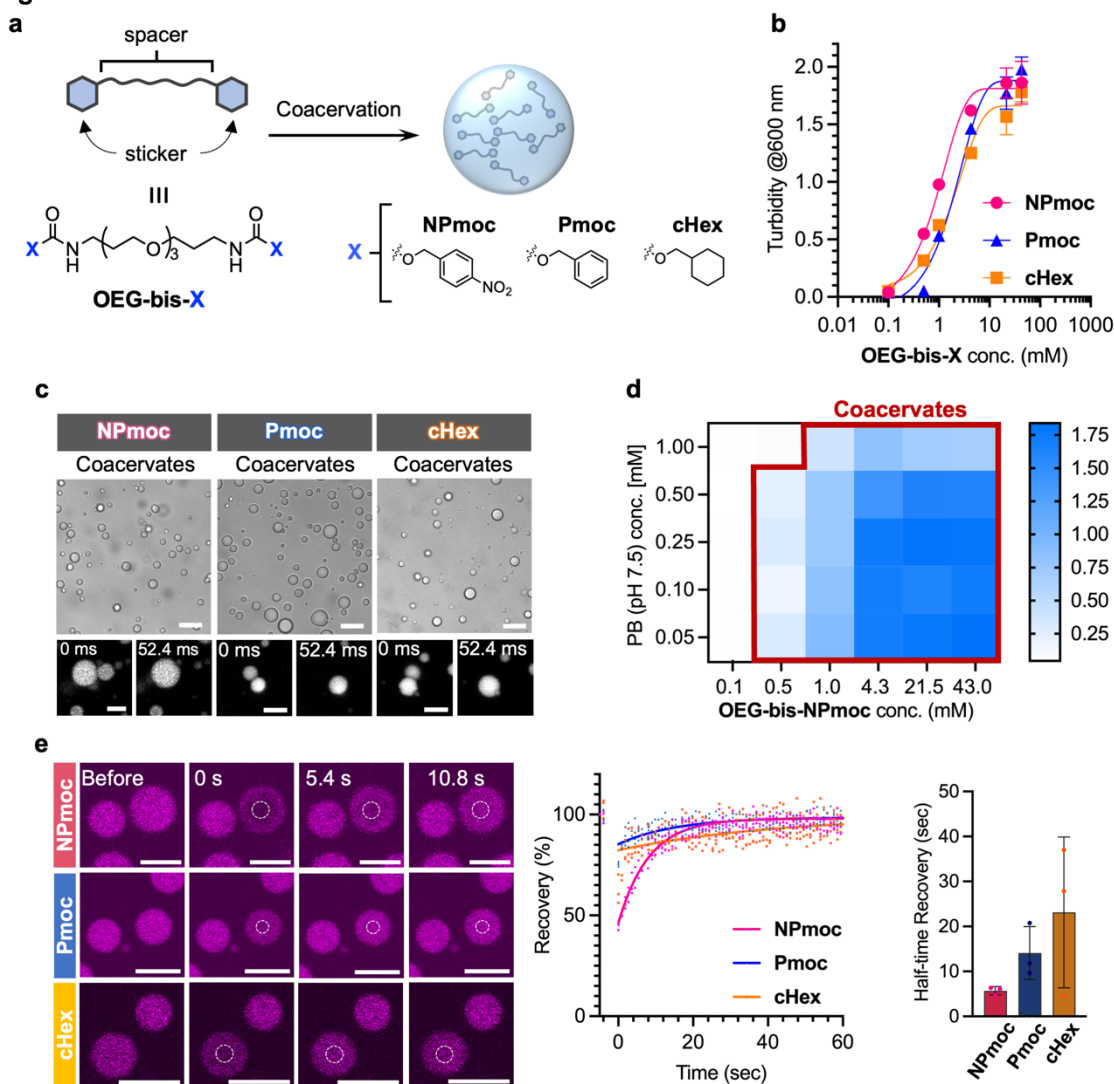 a
spacer
sticker
Coacervation
III
O
X
N
H
O
O
3
N
H
O
X
OEG-bis-X
X
NPmoc
Pmoc
cHex
O
NO2
O
O
b
Turbidity @600 nm
2.0
1.5
1.0
0.5
0.0
0.01
0.1
1
10
100
1000
OEG-bis-X conc. (mM)
NPmoc
Pmoc
cHex
c
NPmoc
Pmoc
cHex
Coacervates
Coacervates
Coacervates
0 ms
52.4 ms
0 ms
52.4 ms
0 ms
52.4 ms
d
Coacervates
PB (pH 7.5) conc. [mM]
1.00
0.50
0.25
0.10
0.05
0.1
0.5
1.0
4.3
21.5
43.0
OEG-bis-NPmoc conc. (mM)
1.75
1.50
1.25
1.00
0.75
0.50
0.25
e
NPmoc
Pmoc
cHex
Before
0 s
5.4 s
10.8 s
Recovery (%)
100
50
0
0
20
40
60
Time (sec)
NPmoc
Pmoc
cHex
Half-time Recovery (sec)
50
40
30
20
10
0
NPmoc
Pmoc
cHex